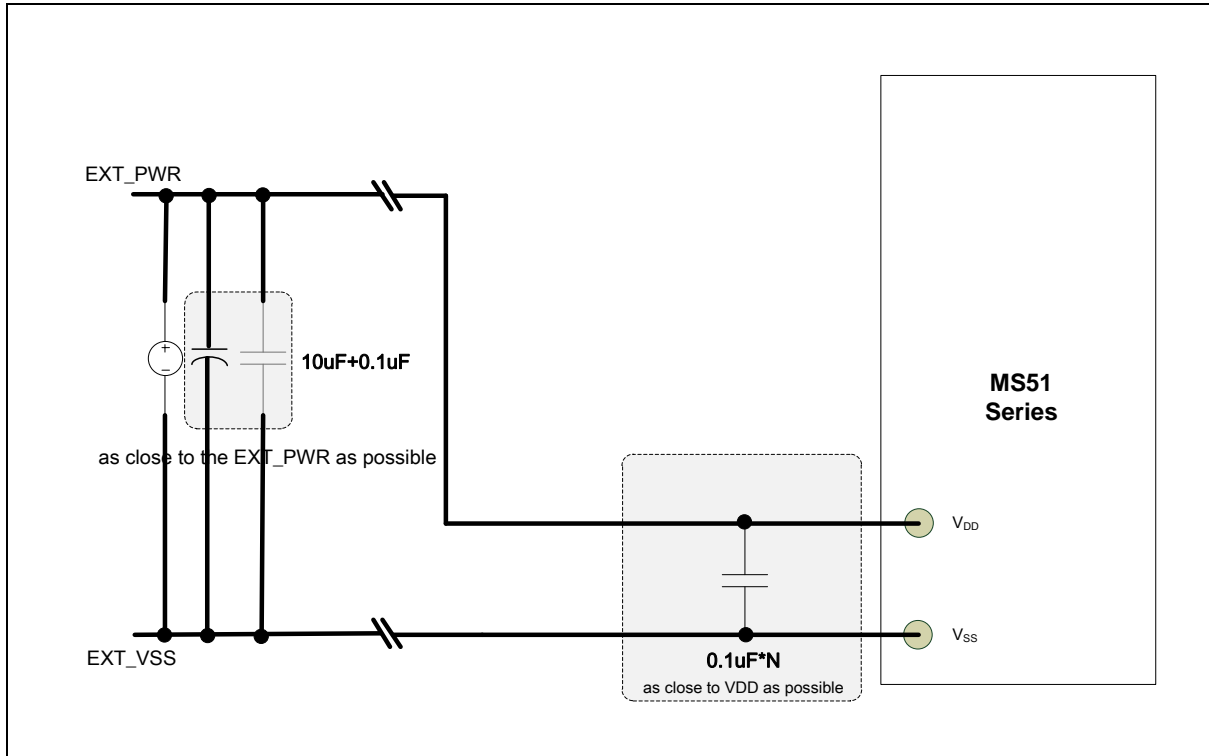 EXT_PWR
+
−
10uF+0.1uF
as close to the EXT_PWR as possible
MS51
Series
VDD
VSS
EXT_VSS
0.1uF*N
as close to VDD as possible